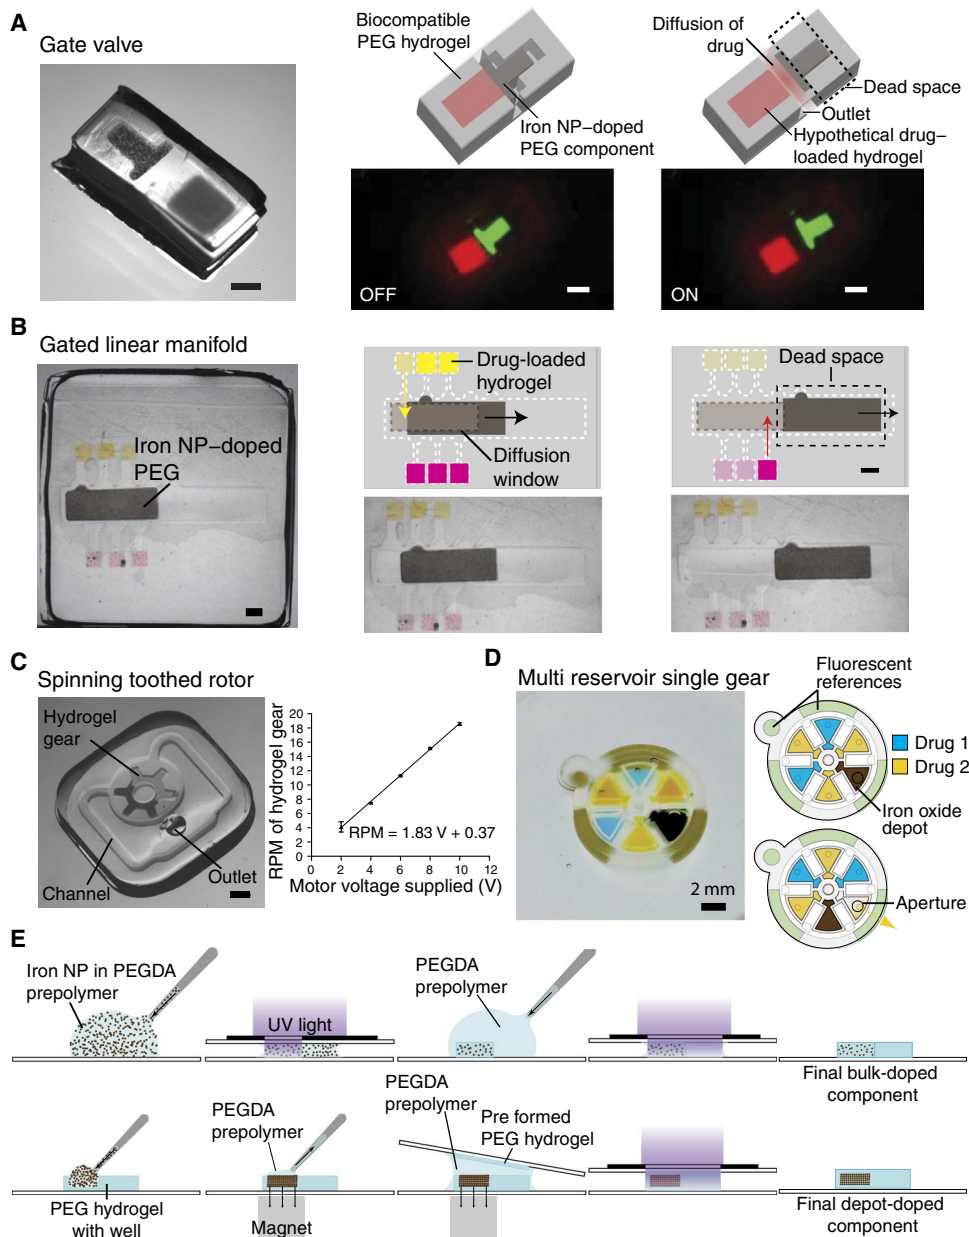 A
Gate valve
Biocompatible
PEG hydrogel
Iron NP–doped
PEG component
OFF
Diffusion of
drug
Dead space
Outlet
Hypothetical drug–
loaded hydrogel
ON
B
Gated linear manifold
Iron NP–doped
PEG
Drug-loaded
hydrogel
Diffusion
window
Dead space
C
Spinning toothed rotor
Hydrogel
gear
Channel
Outlet
RPM of hydrogel gear
20
18
16
14
12
10
8
6
4
2
0
RPM = 1.83 V + 0.37
0 2 4 6 8 10 12
Motor voltage supplied (V)
D
Multi reservoir single gear
2 mm
Fluorescent
references
Drug 1
Drug 2
Iron oxide
depot
Aperture
E
Iron NP in PEGDA
prepolymer
UV light
PEGDA
prepolymer
Final bulk-doped
component
PEG hydrogel
with well
PEGDA
prepolymer
Magnet
PEGDA
prepolymer
Pre formed
PEG hydrogel
Final depot-doped
component